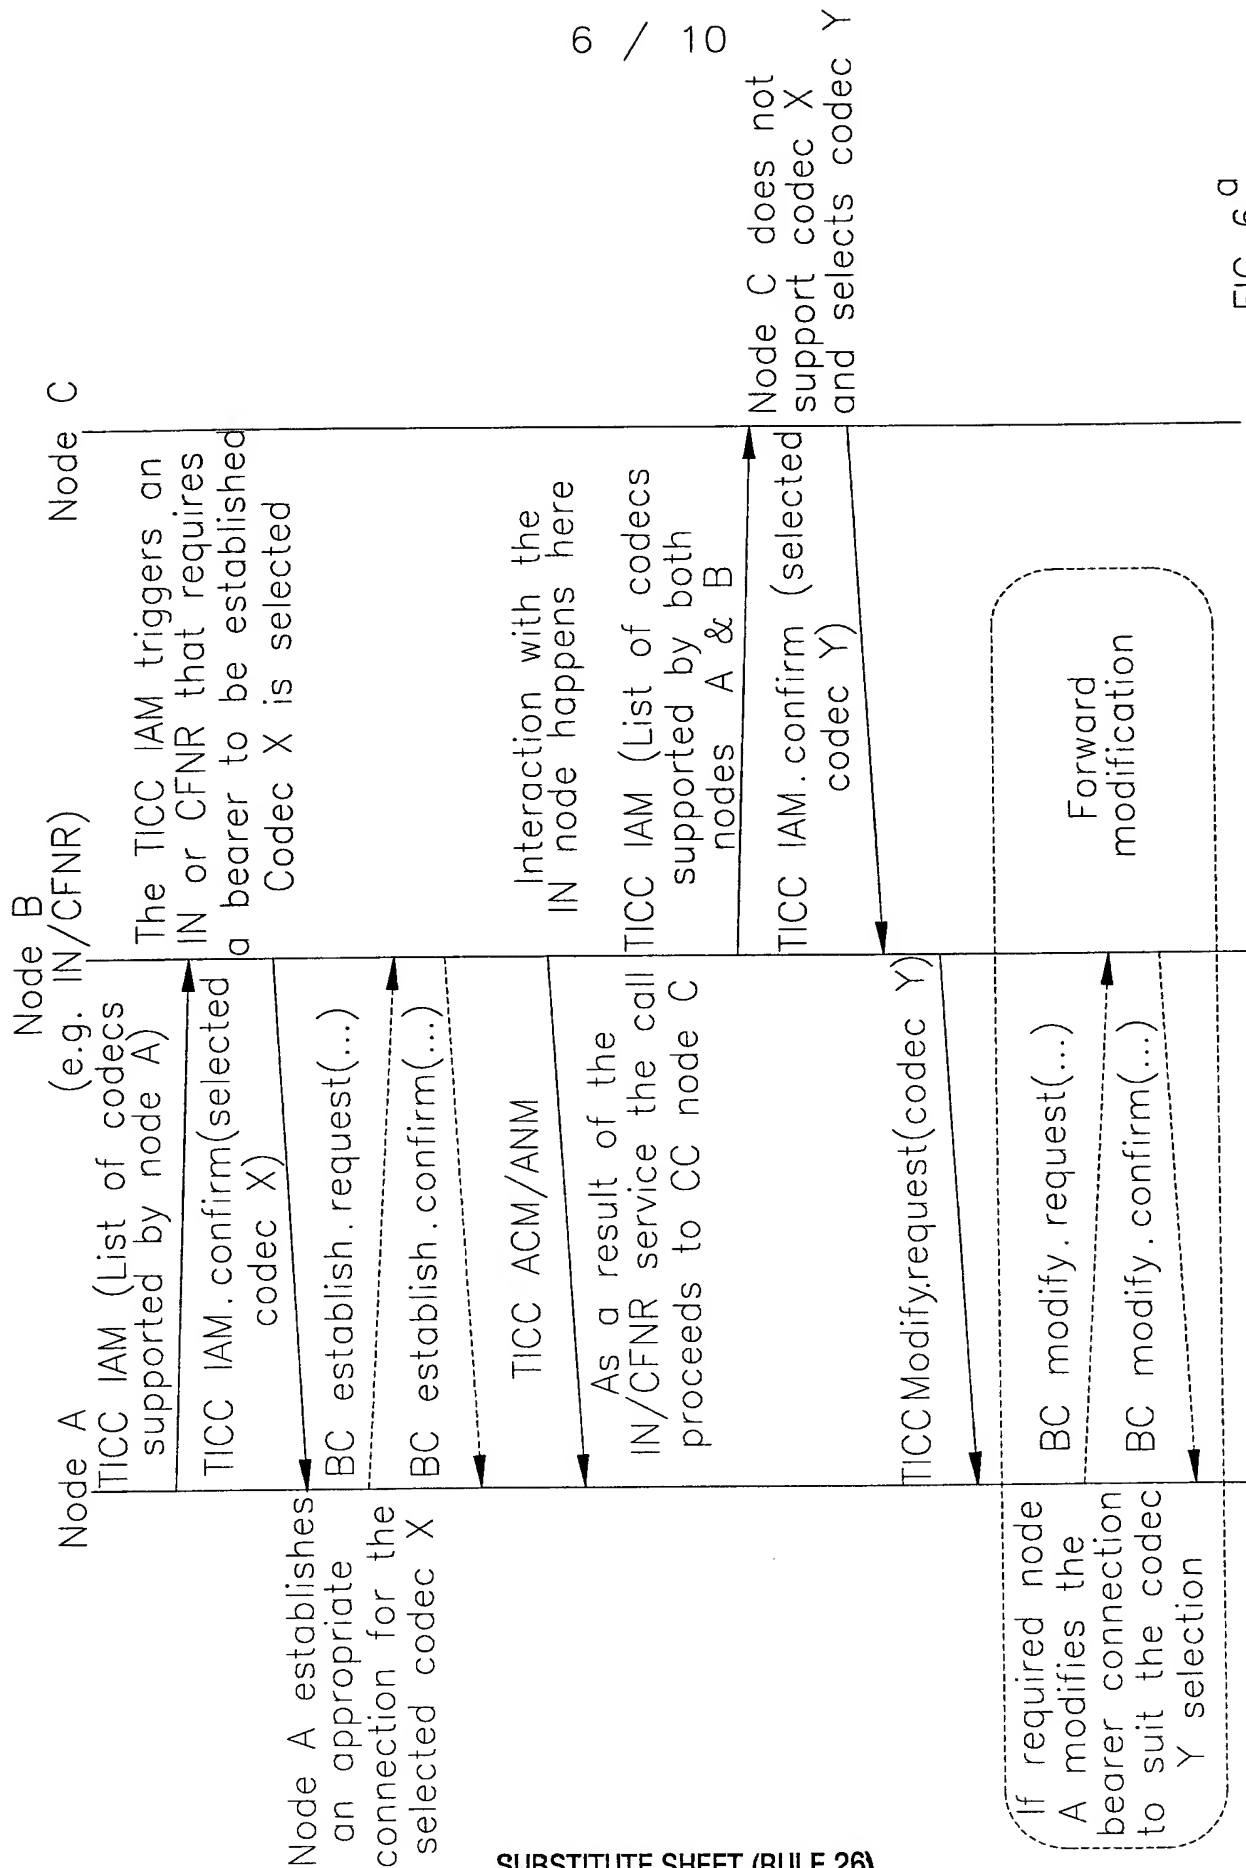 6 / 10
Node A
Node B
(e.g. IN/CFNR)
Node C
TICC IAM (List of codecs
supported by node A)
The TICC IAM triggers an
IN or CFNR that requires
a bearer to be established
Codec X is selected
TICC IAM.confirm(selected
codec X)
Node A establishes
an appropriate
connection for the
selected codec X
BC establish.request(...)
BC establish.confirm(...)
TICC ACM/ANM
Interaction with the
IN node happens here
As a result of the
IN/CFNR service the call
proceeds to CC node C
TICC IAM (List of codecs
supported by both
nodes A & B
Node C does not
support codec X
and selects codec Y
TICC IAM.confirm (selected
codec Y)
TICCModify.request(codec Y)
If required node
A modifies the
bearer connection
to suit the codec
Y selection
BC modify.request(...)
BC modify.confirm(...)
Forward
modification
FIG 6a
SUBSTITUTE SHEET (RULE 26)